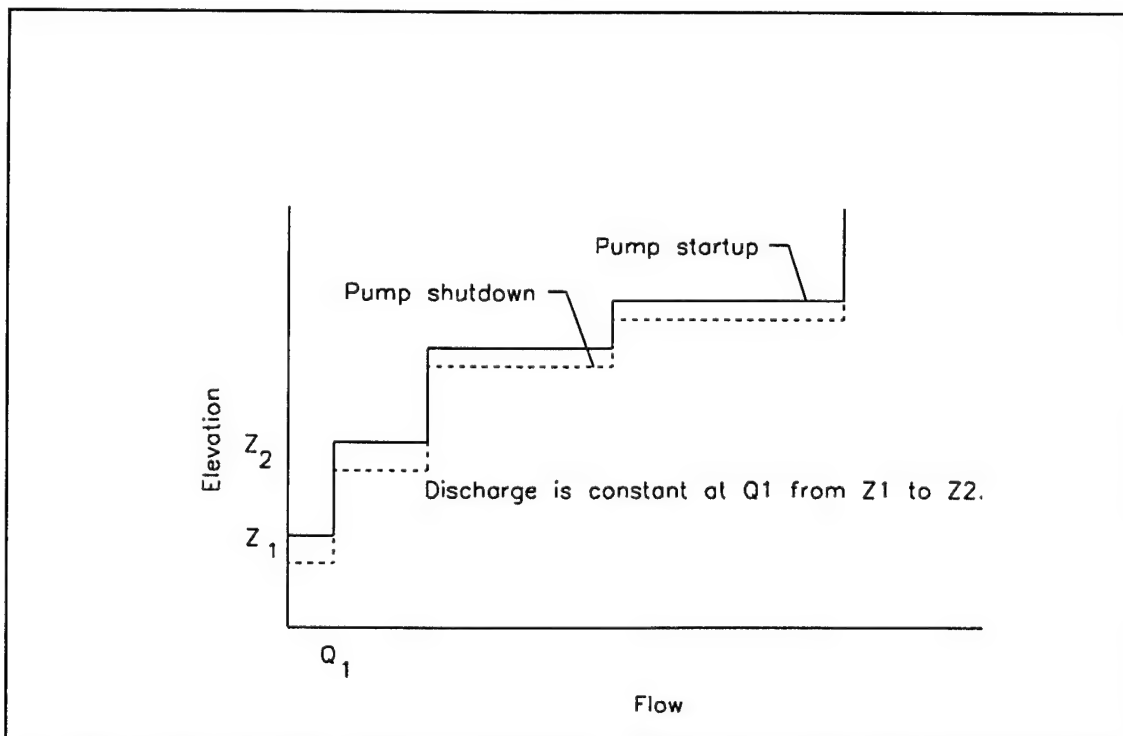 Pump startup
Pump shutdown
Elevation
Z2
Discharge is constant at Q1 from Z1 to Z2.
Z1
Q1
Flow